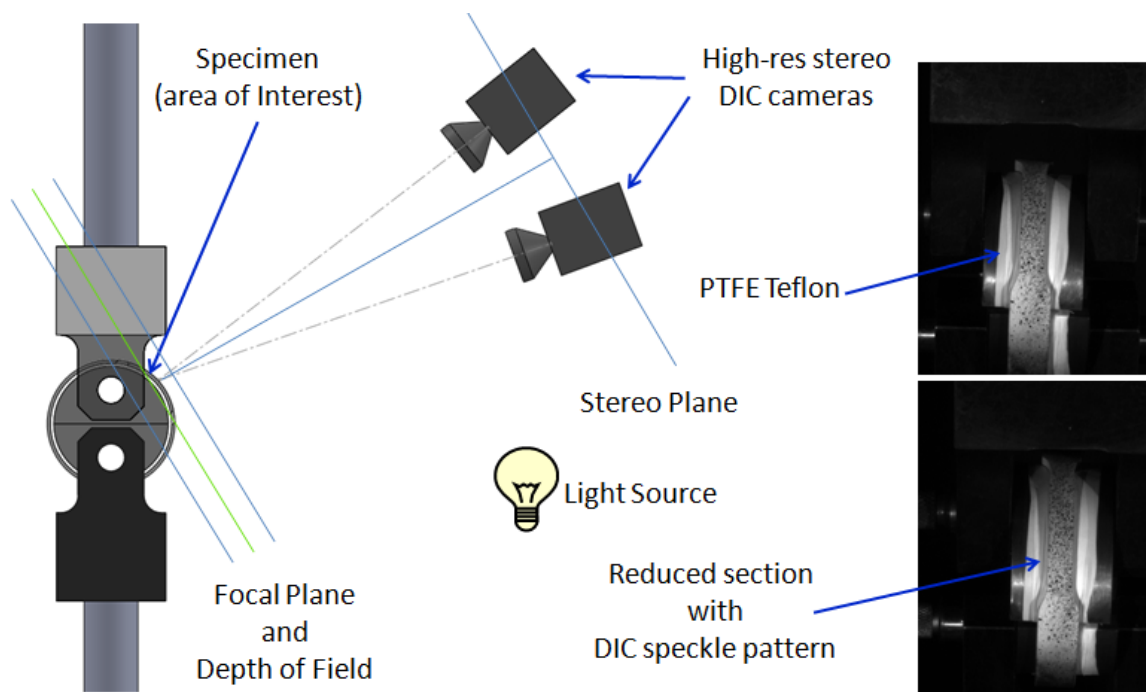 Specimen
(area of Interest)
High-res stereo
DIC cameras
PTFE Teflon
Stereo Plane
Light Source
Focal Plane
and
Depth of Field
Reduced section
with
DIC speckle pattern